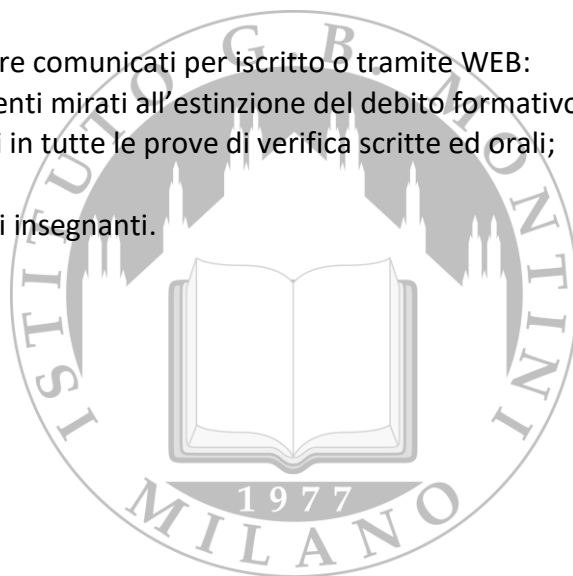 re comunicati per iscritto o tramite WEB:
enti mirati all’estinzione del debito formativo
i in tutte le prove di verifica scritte ed orali;
i insegnanti.
ISTITUTO G. B. MONTINI
1977
MILANO